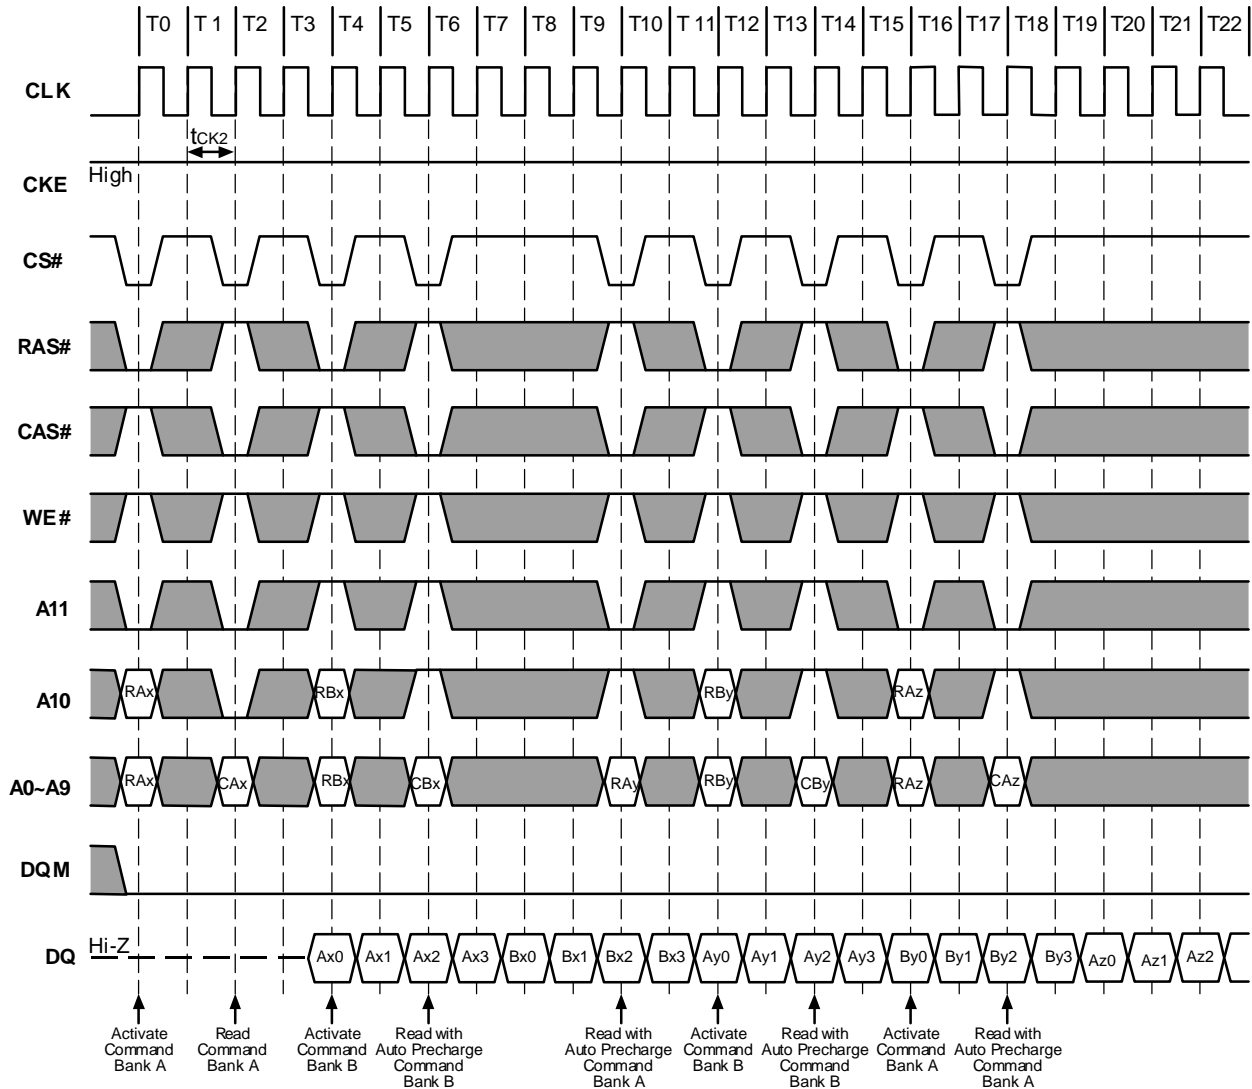 T0 T 1 T2 T3 T4 T5 T6 T7 T8 T9 T10 T 11 T12 T13 T14 T15 T16 T17 T18 T19 T20 T21 T22
CLK
tCK2
High
CKE
CS#
RAS#
CAS#
WE#
A11
A10 RAx RBx RBy RAz
A0~A9 RAx CAx RBx CBx RAy RBy CBy RAz CAz
DQM
Hi-Z
DQ Ax0 Ax1 Ax2 Ax3 Bx0 Bx1 Bx2 Bx3 Ay0 Ay1 Ay2 Ay3 By0 By1 By2 By3 Az0 Az1 Az2
Activate
Command
Bank A
Read
Command
Bank A
Activate
Command
Bank B
Read with
Auto Precharge
Command
Bank B
Read with
Auto Precharge
Command
Bank A
Activate
Command
Bank B
Read with
Auto Precharge
Command
Bank B
Activate
Command
Bank A
Read with
Auto Precharge
Command
Bank A